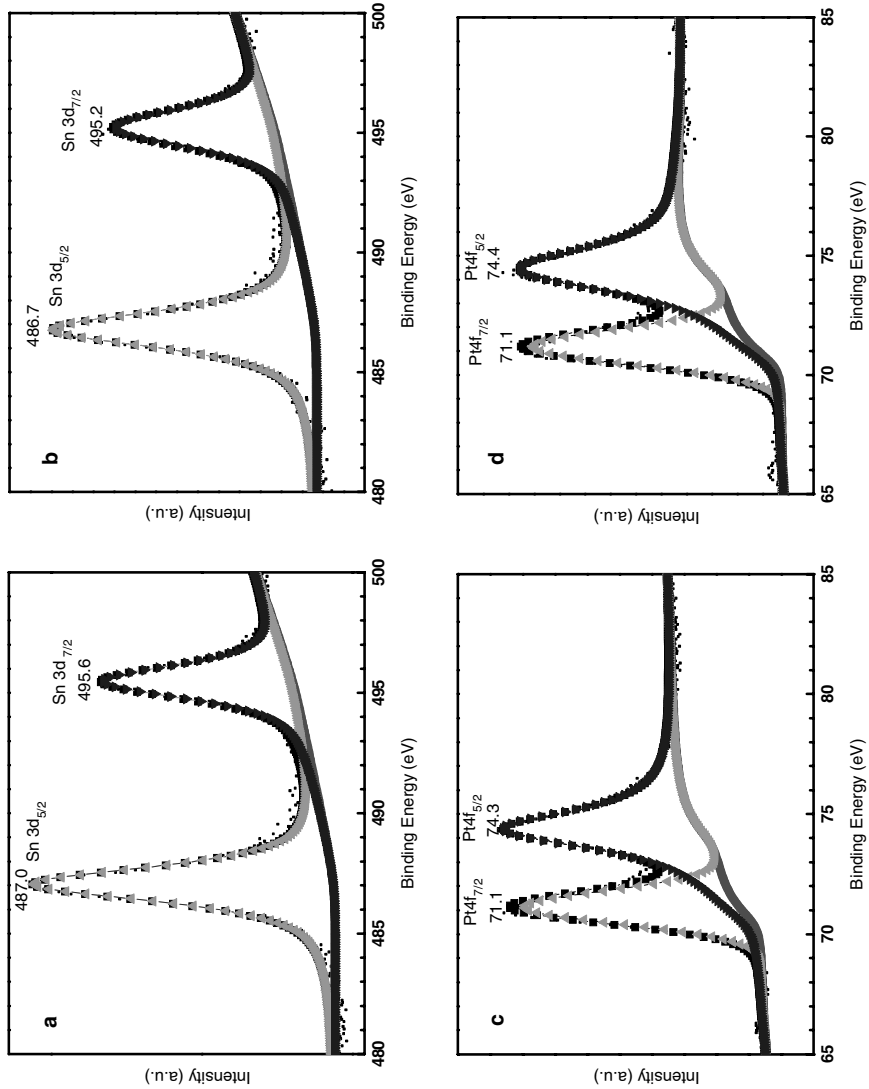 a
487.0
Sn 3d5/2
Sn 3d 7/2
495.6
480
485
490
495
500
Binding Energy (eV)
Intensity (a.u.)
b
486.7
Sn 3d5/2
Sn 3d7/2
495.2
480
485
490
495
500
Binding Energy (eV)
Intensity (a.u.)
c
Pt4f7/2
71.1
Pt4f5/2
74.3
65
70
75
80
85
Binding Energy (eV)
Intensity (a.u.)
d
Pt4f7/2
71.1
Pt4f5/2
74.4
65
70
75
80
85
Binding Energy (eV)
Intensity (a.u.)